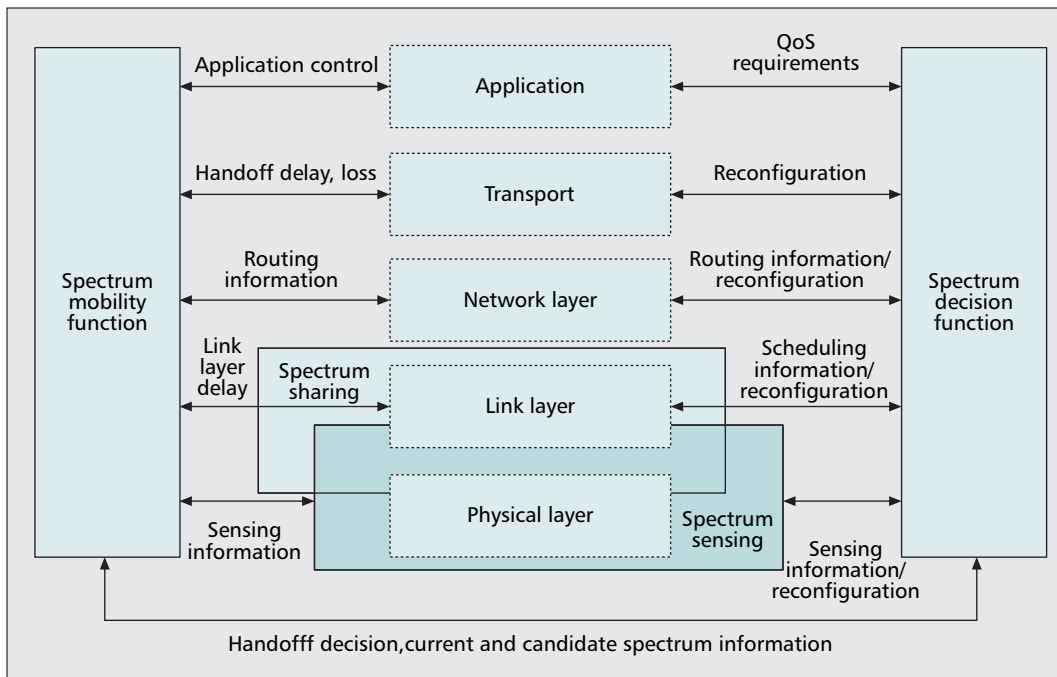 Application control
Application
QoS
requirements
Handoff delay, loss
Transport
Reconfiguration
Spectrum
mobility
function
Routing
information
Network layer
Routing information/
reconfiguration
Spectrum
decision
function
Link
layer
delay
Spectrum
sharing
Link layer
Scheduling
information/
reconfiguration
Sensing
information
Physical layer
Spectrum
sensing
Sensing
information/
reconfiguration
Handofff decision,current and candidate spectrum information